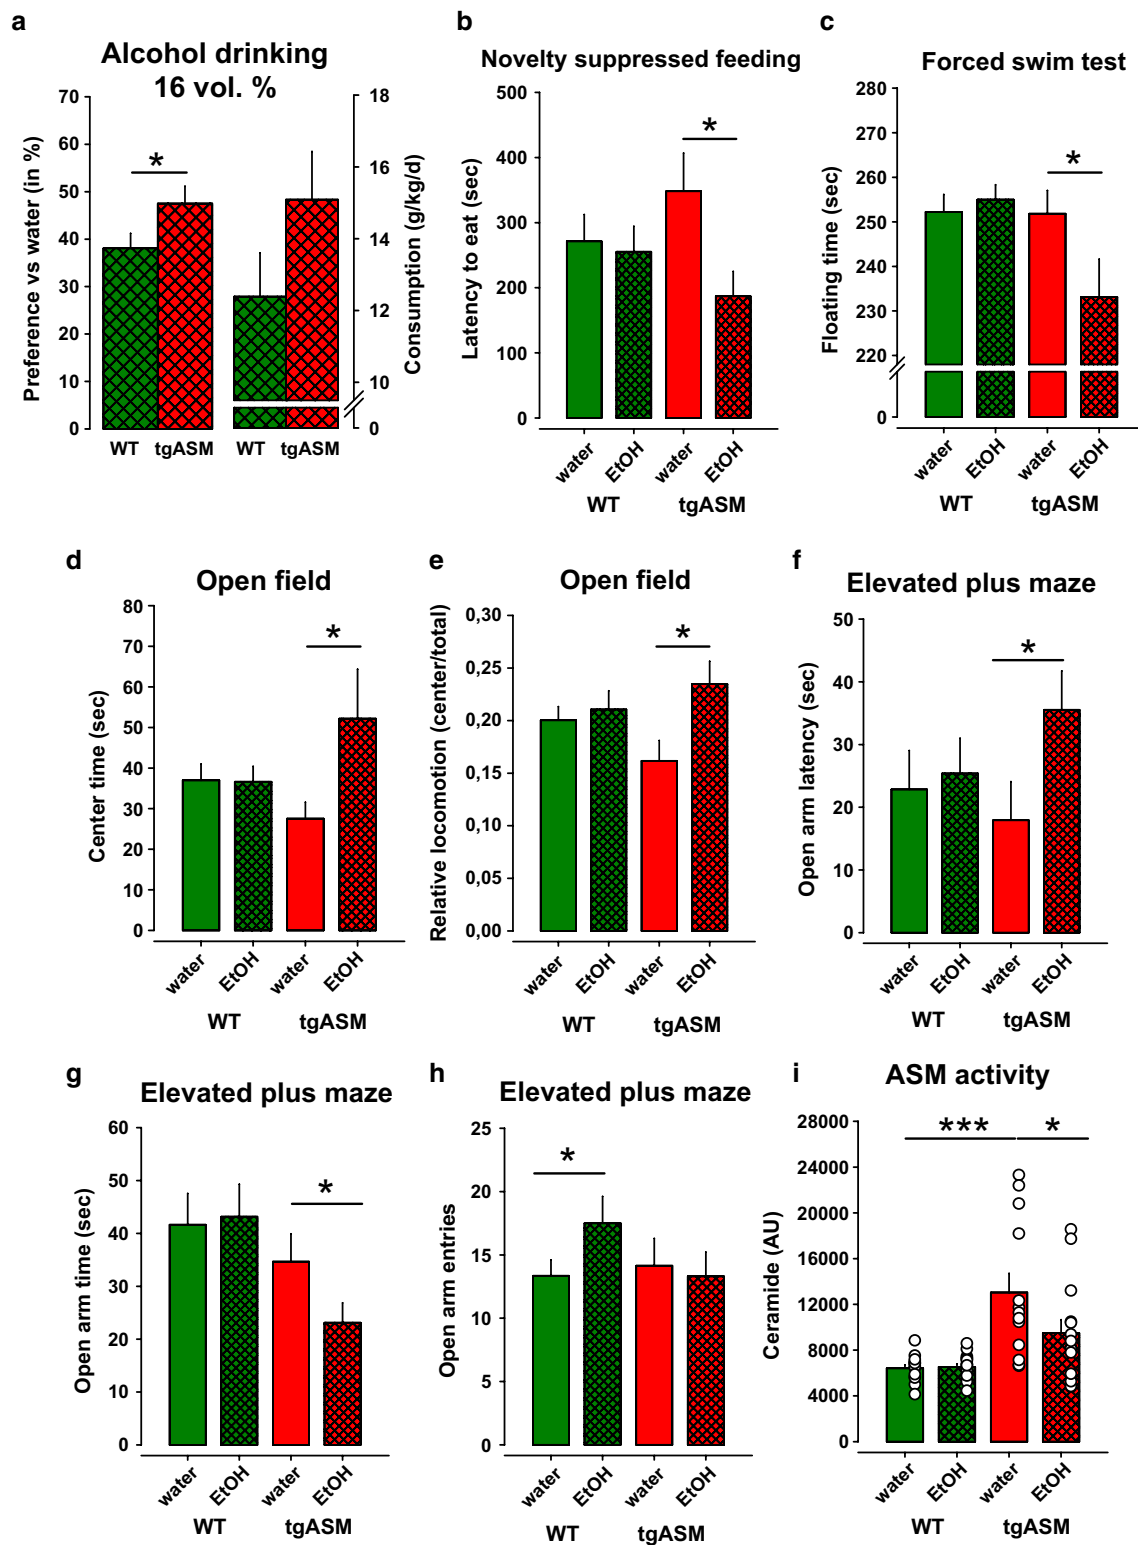 a
Alcohol drinking
16 vol. %
Preference vs water (in %)
70
60
50
40
30
20
10
0
*
18
16
14
12
10
0
Consumption (g/kg/d)
WT tgASM WT tgASM
b
Novelty suppressed feeding
Latency to eat (sec)
500
400
300
200
100
0
*
water EtOH water EtOH
WT tgASM
c
Forced swim test
Floating time (sec)
280
270
260
250
240
230
220
0
*
water EtOH water EtOH
WT tgASM
d
Open field
Center time (sec)
80
70
60
50
40
30
20
10
0
*
water EtOH water EtOH
WT tgASM
e
Open field
Relative locomotion (center/total)
0,30
0,25
0,20
0,15
0,10
0,05
0,00
*
water EtOH water EtOH
WT tgASM
f
Elevated plus maze
Open arm latency (sec)
50
40
30
20
10
0
*
water EtOH water EtOH
WT tgASM
g
Elevated plus maze
Open arm time (sec)
60
50
40
30
20
10
0
*
water EtOH water EtOH
WT tgASM
h
Elevated plus maze
Open arm entries
25
20
15
10
5
0
*
water EtOH water EtOH
WT tgASM
i
ASM activity
Ceramide (AU)
28000
24000
20000
16000
12000
8000
4000
0
*** *
water EtOH water EtOH
WT tgASM